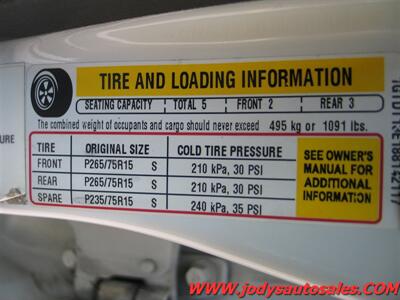 TIRE AND LOADING INFORMATION
SEATING CAPACITY TOTAL 5 FRONT 2 REAR 3
The combined weight of occupants and cargo should never exceed 495 kg or 1091 lbs.
TIRE ORIGINAL SIZE COLD TIRE PRESSURE
FRONT P265/75R15 S 210 kPa, 30 PSI
REAR P265/75R15 S 210 kPa, 30 PSI
SPARE P235/75R15 S 240 kPa, 35 PSI
SEE OWNER'S
MANUAL FOR
ADDITIONAL
INFORMATION
URE
www.jodysautosales.COM